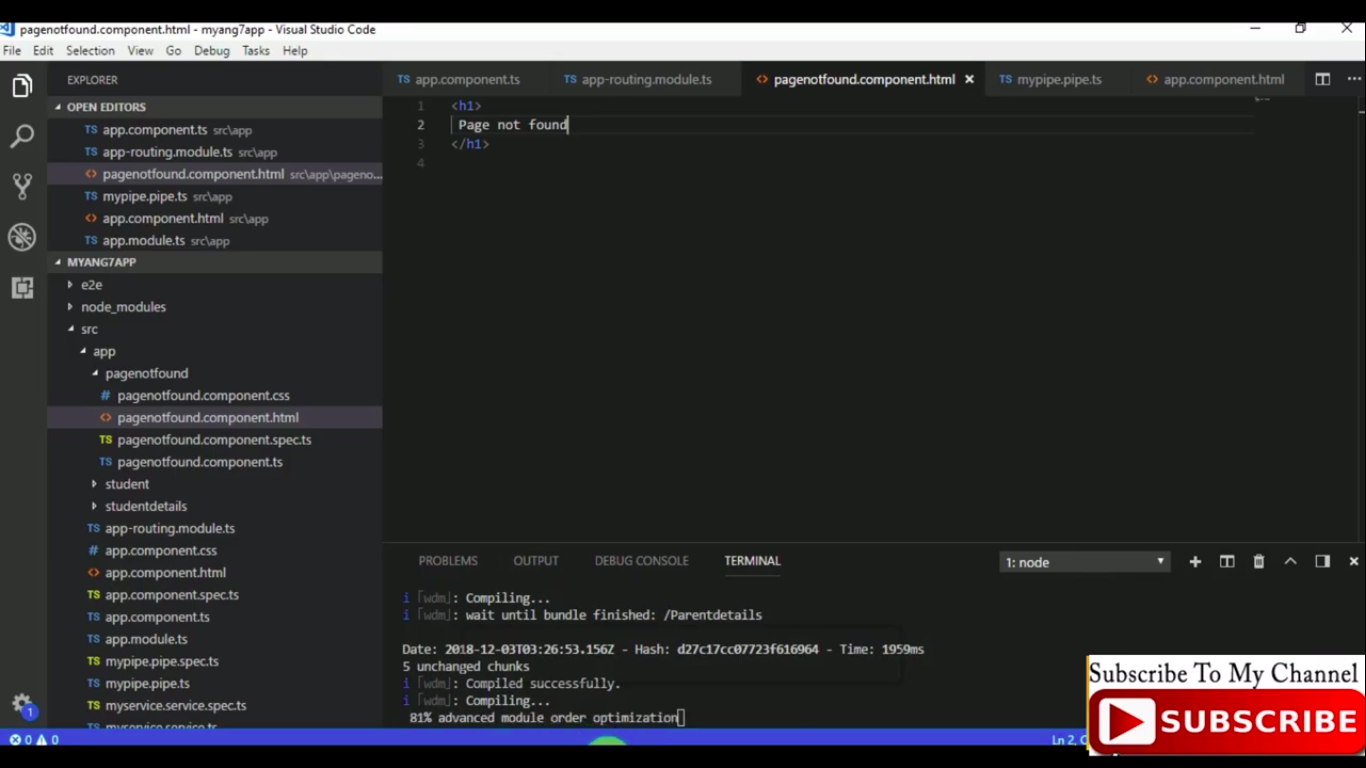 pagenotfound.component.html - myang7app - Visual Studio Code
File Edit Selection View Go Debug Tasks Help
EXPLORER
OPEN EDITORS
TS app.component.ts src\app
TS app-routing.module.ts src\app
<> pagenotfound.component.html src\app\pageno...
TS mypipe.pipe.ts src\app
<> app.component.html src\app
TS app.module.ts src\app
MYANG7APP
e2e
node_modules
src
app
pagenotfound
# pagenotfound.component.css
<> pagenotfound.component.html
TS pagenotfound.component.spec.ts
TS pagenotfound.component.ts
student
studentdetails
TS app-routing.module.ts
# app.component.css
<> app.component.html
TS app.component.spec.ts
TS app.component.ts
TS app.module.ts
TS mypipe.pipe.spec.ts
TS mypipe.pipe.ts
TS myservice.service.spec.ts
TS myservice.service.ts
1
TS app.component.ts TS app-routing.module.ts <> pagenotfound.component.html × TS mypipe.pipe.ts <> app.component.html ...
1 <h1>
2 Page not found
3 </h1>
4
PROBLEMS OUTPUT DEBUG CONSOLE TERMINAL 1: node
i ｢wdm｣: Compiling...
i ｢wdm｣: wait until bundle finished: /Parentdetails
Date: 2018-12-03T03:26:53.156Z - Hash: d27c17cc07723f616964 - Time: 1959ms
5 unchanged chunks
i ｢wdm｣: Compiled successfully.
i ｢wdm｣: Compiling...
81% advanced module order optimization
0 0 Ln 2,
Subscribe To My Channel
SUBSCRIBE